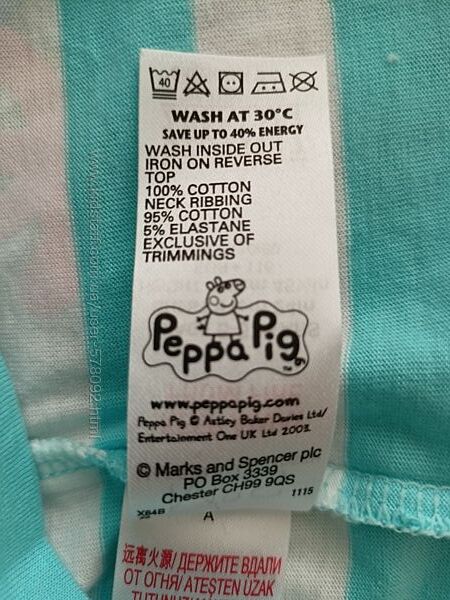 40
WASH AT 30°C
SAVE UP TO 40% ENERGY
WASH INSIDE OUT
IRON ON REVERSE
TOP
100% COTTON
NECK RIBBING
95% COTTON
5% ELASTANE
EXCLUSIVE OF
TRIMMINGS
Peppa Pig
www.peppapig.com
Peppa Pig © Astley Baker Davies Ltd/
Entertainment One UK Ltd 2003.
© Marks and Spencer plc
PO Box 3339
Chester CH99 9QS
1115
X64B
A
远离火源/ ДЕРЖИТЕ ВДАЛИ
ОТ ОГНЯ/ ATEŞTEN UZAK
TUTUNUZ